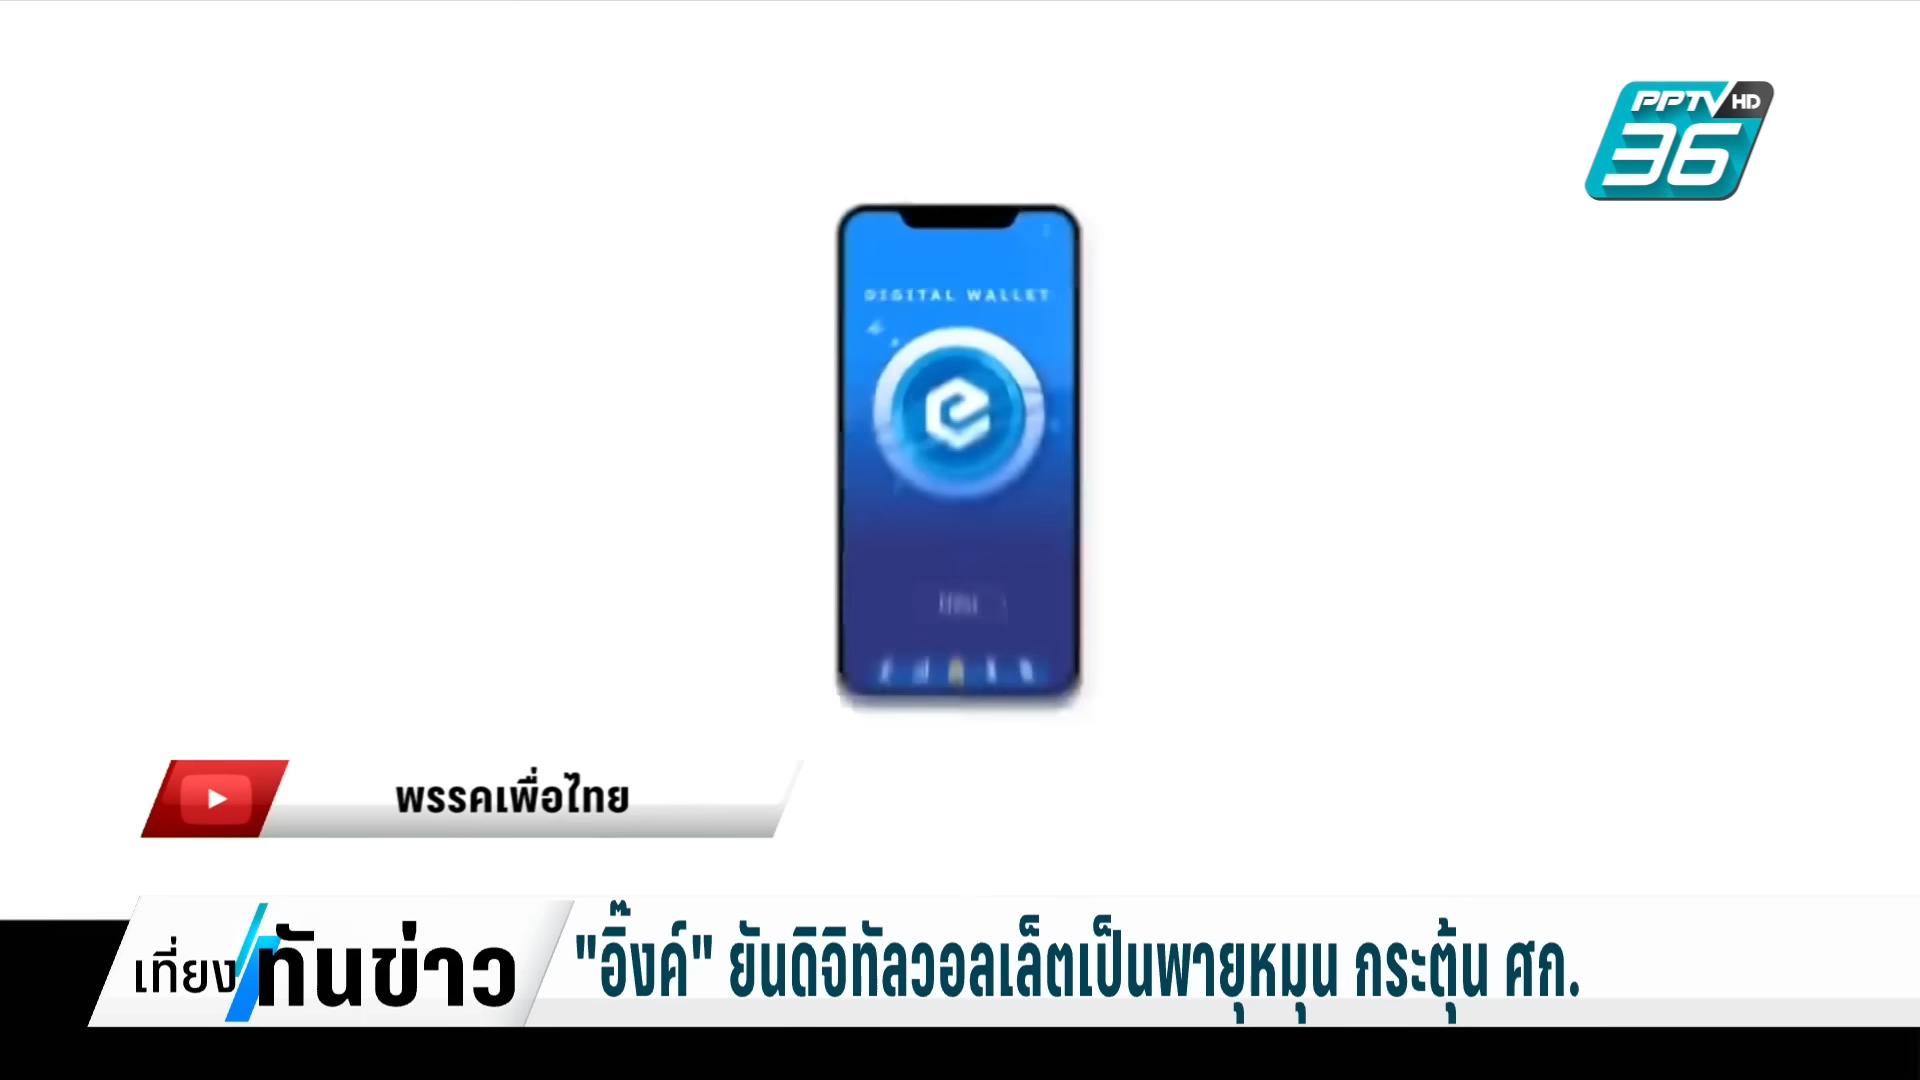 PPTV HD
36
DIGITAL WALLET
พรรคเพื่อไทย
เที่ยง ทันข่าว
"อิ๊งค์" ยันดิจิทัลวอลเล็ตเป็นพายุหมุน กระตุ้น ศก.